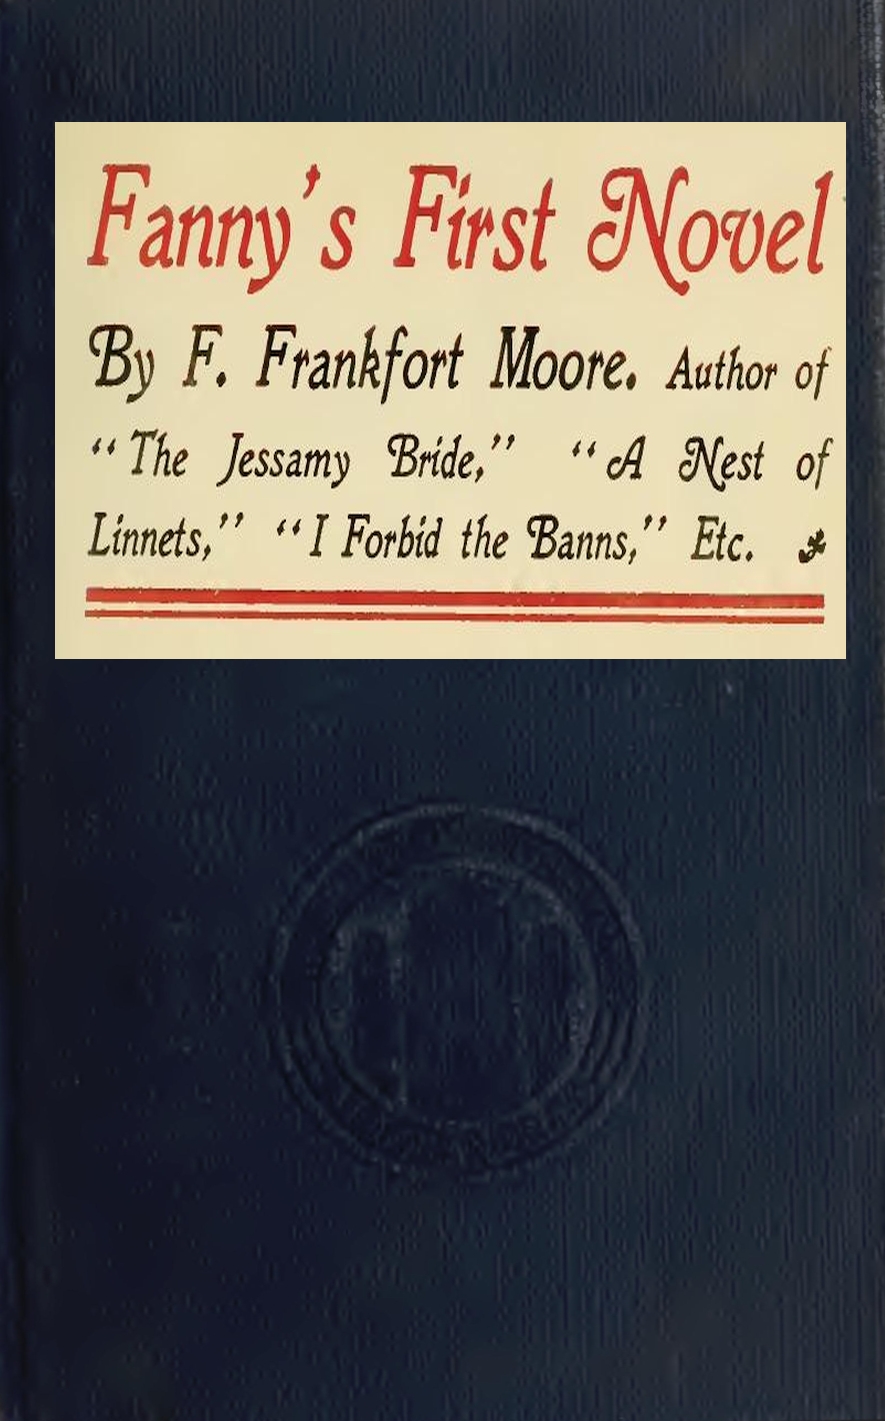 Fanny's First Novel
By F. Frankfort Moore. Author of
"The Jessamy Bride," "A Nest of
Linnets," "I Forbid the Banns," Etc.